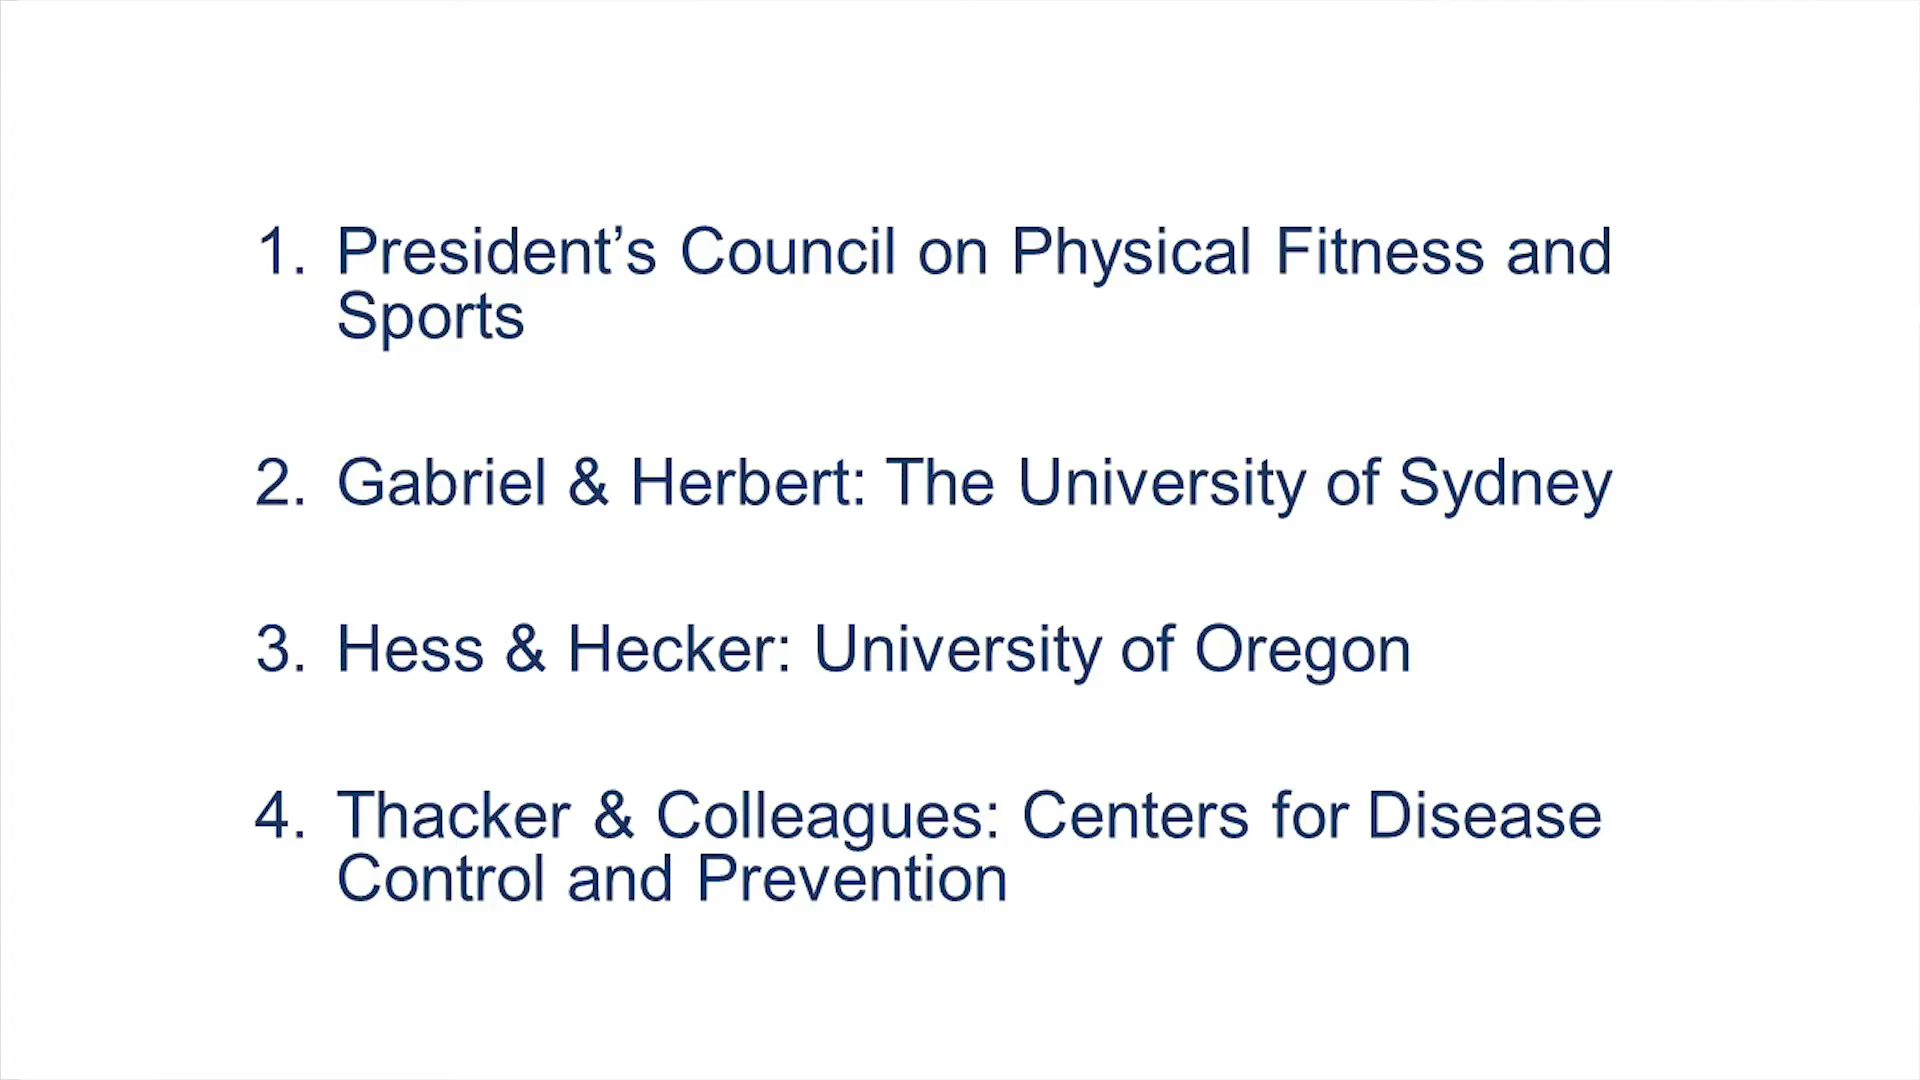 1. President’s Council on Physical Fitness and
Sports
2. Gabriel & Herbert: The University of Sydney
3. Hess & Hecker: University of Oregon
4. Thacker & Colleagues: Centers for Disease
Control and Prevention